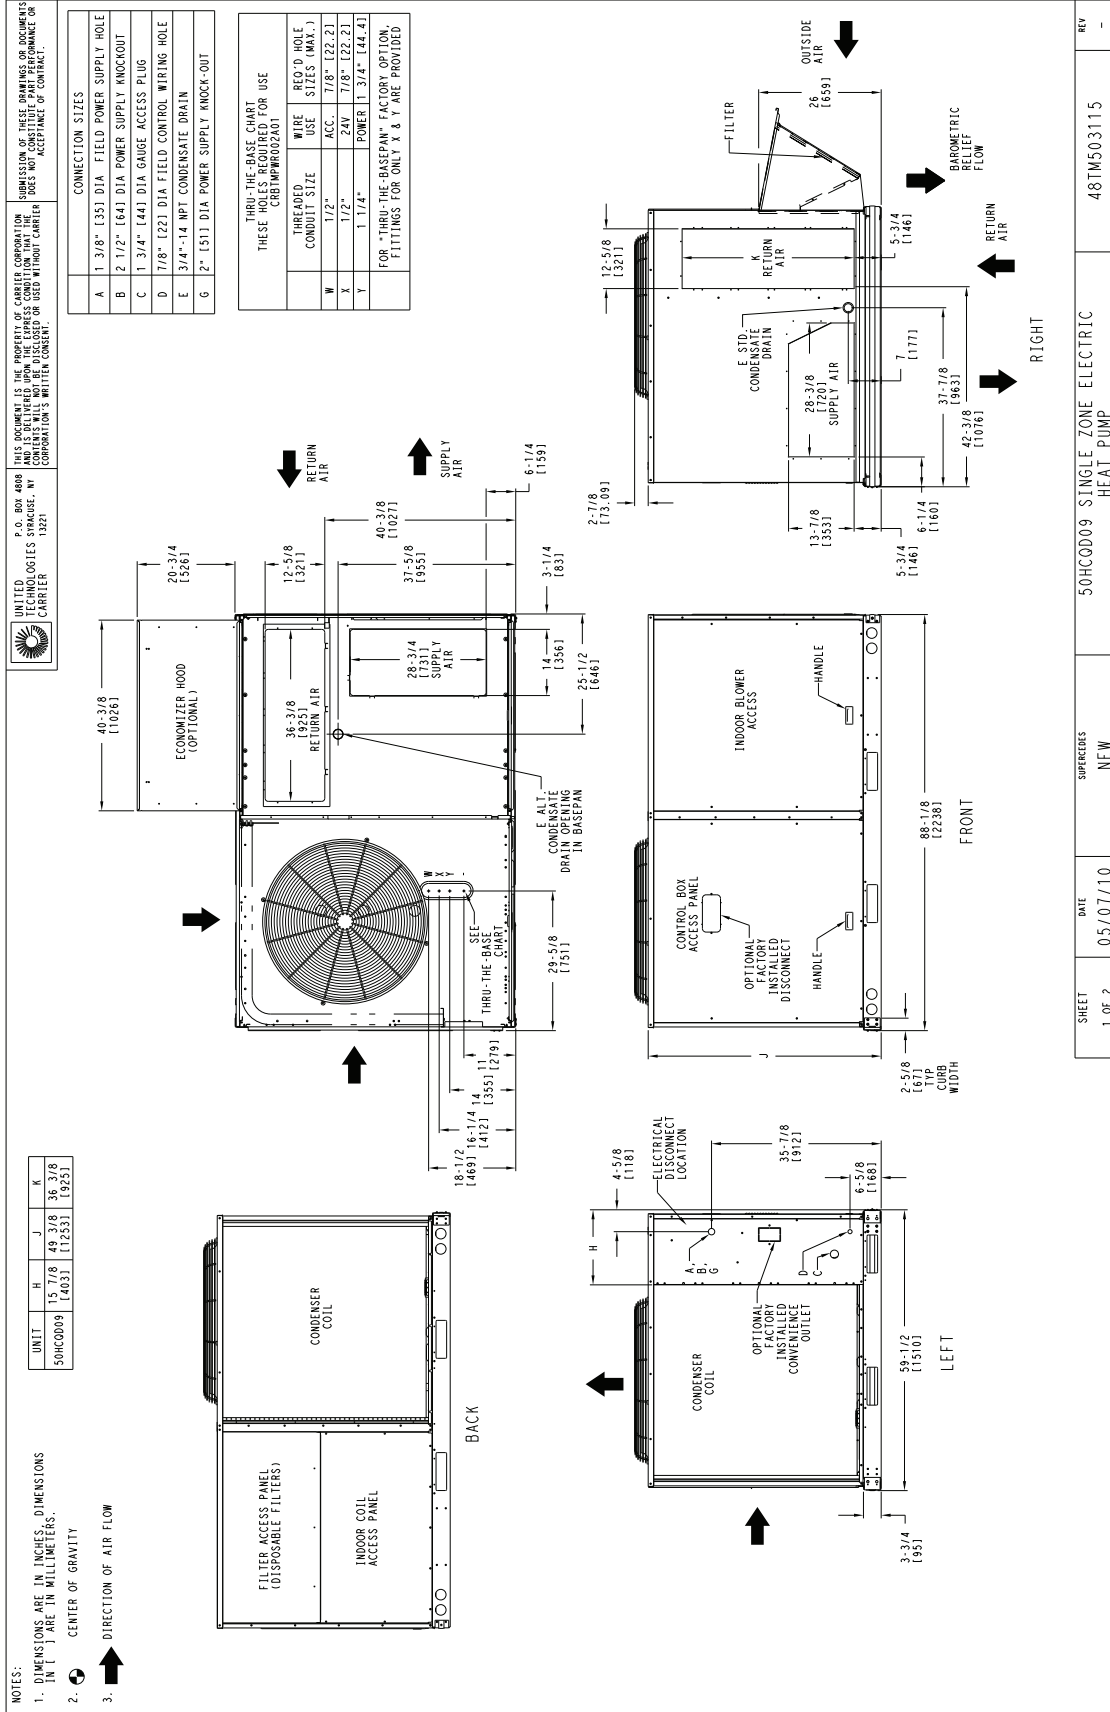 NOTES:
1. DIMENSIONS ARE IN INCHES, DIMENSIONS
IN [ ] ARE IN MILLIMETERS.
2. CENTER OF GRAVITY
3. DIRECTION OF AIR FLOW
UNIT H J K
50HCQD09 15 7/8 [403] 49 3/8 [1253] 36 3/8 [925]
UNITED
TECHNOLOGIES
CARRIER
P.O. BOX 4808
SYRACUSE, NY
13221
THIS DOCUMENT IS THE PROPERTY OF CARRIER CORPORATION
AND IS DELIVERED UPON THE EXPRESS CONDITION THAT THE
CONTENTS WILL NOT BE DISCLOSED OR USED WITHOUT CARRIER
CORPORATION'S WRITTEN CONSENT.
SUBMISSION OF THESE DRAWINGS OR DOCUMENTS
DOES NOT CONSTITUTE PART PERFORMANCE OR
ACCEPTANCE OF CONTRACT.
CONNECTION SIZES
A 1 3/8" [35] DIA FIELD POWER SUPPLY HOLE
B 2 1/2" [64] DIA POWER SUPPLY KNOCKOUT
C 1 3/4" [44] DIA GAUGE ACCESS PLUG
D 7/8" [22] DIA FIELD CONTROL WIRING HOLE
E 3/4"-14 NPT CONDENSATE DRAIN
G 2" [51] DIA POWER SUPPLY KNOCK-OUT
THRU-THE-BASE CHART
THESE HOLES REQUIRED FOR USE
CRBTMPWR002A01
THREADED CONDUIT SIZE WIRE USE REQ'D HOLE SIZES (MAX.)
W 1/2" ACC. 7/8" [22.2]
X 1/2" 24V 7/8" [22.2]
Y 1 1/4" POWER 1 3/4" [44.4]
FOR "THRU-THE-BASEPAN" FACTORY OPTION,
FITTINGS FOR ONLY X & Y ARE PROVIDED
FILTER ACCESS PANEL
(DISPOSABLE FILTERS)
INDOOR COIL
ACCESS PANEL
CONDENSER
COIL
BACK
40-3/8
[1026]
ECONOMIZER HOOD
(OPTIONAL)
20-3/4
[526]
12-5/8
[321]
RETURN
AIR
40-3/8
[1027]
SUPPLY
AIR
36-3/8
[925]
RETURN AIR
37-5/8
[955]
28-3/4
[731]
SUPPLY
AIR
6-1/4
[159]
14
[356]
3-1/4
[83]
25-1/2
[646]
E ALT.
CONDENSATE
DRAIN OPENING
IN BASEPAN
W
X
Y
-
SEE
THRU-THE-BASE
CHART
29-5/8
[751]
11
[279]
14
[355]
16-1/4
[412]
18-1/2
[469]
CONDENSER
COIL
H
4-5/8
[118]
ELECTRICAL
DISCONNECT
LOCATION
A,
B,
G
35-7/8
[912]
OPTIONAL
FACTORY
INSTALLED
CONVENIENCE
OUTLET
D
C
6-5/8
[168]
59-1/2
[1510]
3-3/4
[95]
LEFT
CONTROL BOX
ACCESS PANEL
OPTIONAL
FACTORY
INSTALLED
DISCONNECT
HANDLE
INDOOR BLOWER
ACCESS
HANDLE
J
88-1/8
[2238]
2-5/8
[67]
TYP
CURB
WIDTH
FRONT
2-7/8
[73.09]
12-5/8
[321]
K
RETURN
AIR
E STD.
CONDENSATE
DRAIN
28-3/8
[720]
SUPPLY AIR
13-7/8
[353]
5-3/4
[146]
6-1/4
[160]
7
[177]
37-7/8
[963]
42-3/8
[1076]
5-3/4
[146]
FILTER
26
[659]
OUTSIDE
AIR
BAROMETRIC
RELIEF
FLOW
RETURN
AIR
RIGHT
SHEET
1 OF 2
DATE
05/07/10
SUPERCEDES
NEW
50HCQD09 SINGLE ZONE ELECTRIC
HEAT PUMP
48TM503115
REV
-